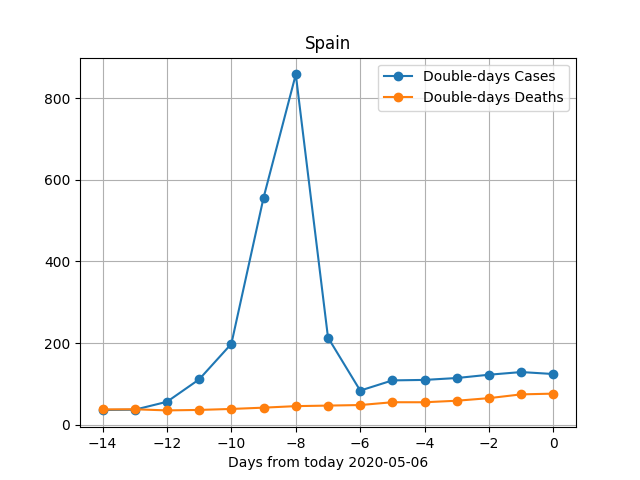 Spain
Double-days Cases
Double-days Deaths
800
600
400
200
0
−14 −12 −10 −8 −6 −4 −2 0
Days from today 2020-05-06